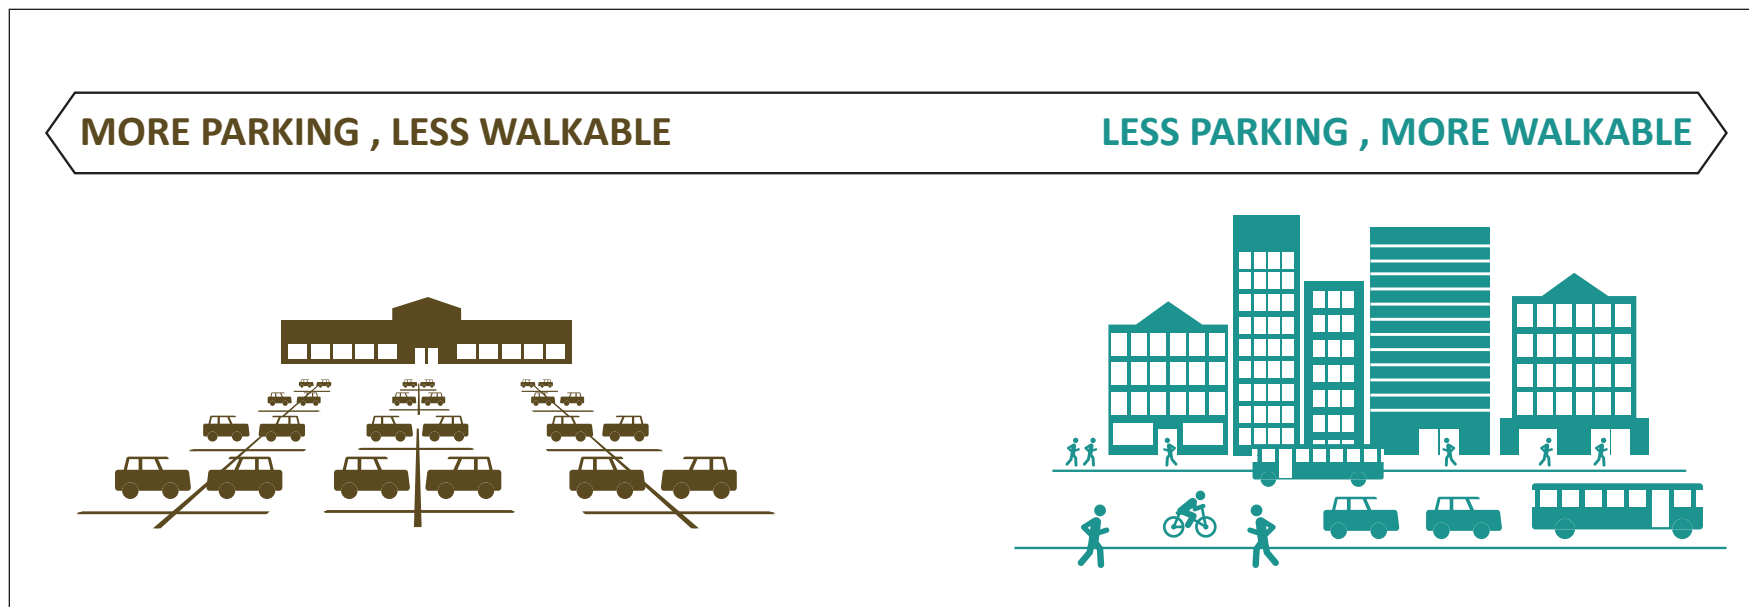 MORE PARKING , LESS WALKABLE
LESS PARKING , MORE WALKABLE